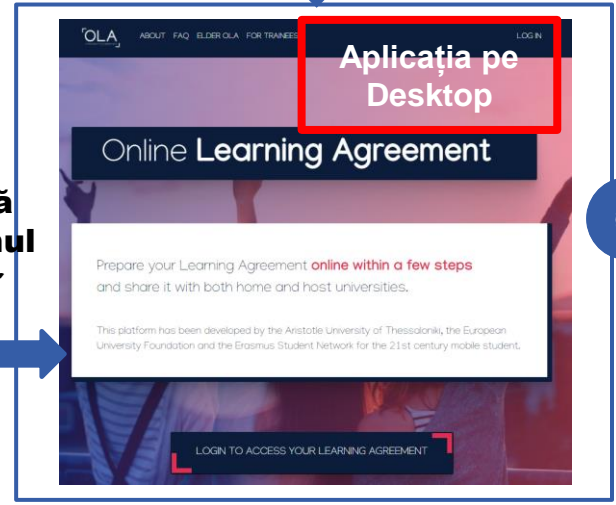 OLA
ABOUT FAQ ELDER OLA FOR TRAINEES
LOG IN
Aplicația pe
Desktop
Online Learning Agreement
ă
ul
Prepare your Learning Agreement online within a few steps
and share it with both home and host universities.
This platform has been developed by the Aristotle University of Thessaloniki, the European
University Foundation and the Erasmus Student Network for the 21st century mobile student.
LOGIN TO ACCESS YOUR LEARNING AGREEMENT